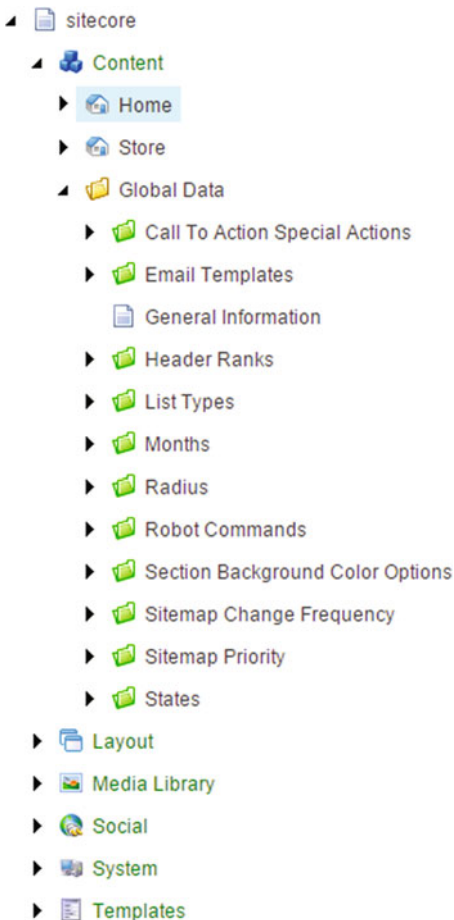 sitecore
Content
Home
Store
Global Data
Call To Action Special Actions
Email Templates
General Information
Header Ranks
List Types
Months
Radius
Robot Commands
Section Background Color Options
Sitemap Change Frequency
Sitemap Priority
States
Layout
Media Library
Social
System
Templates